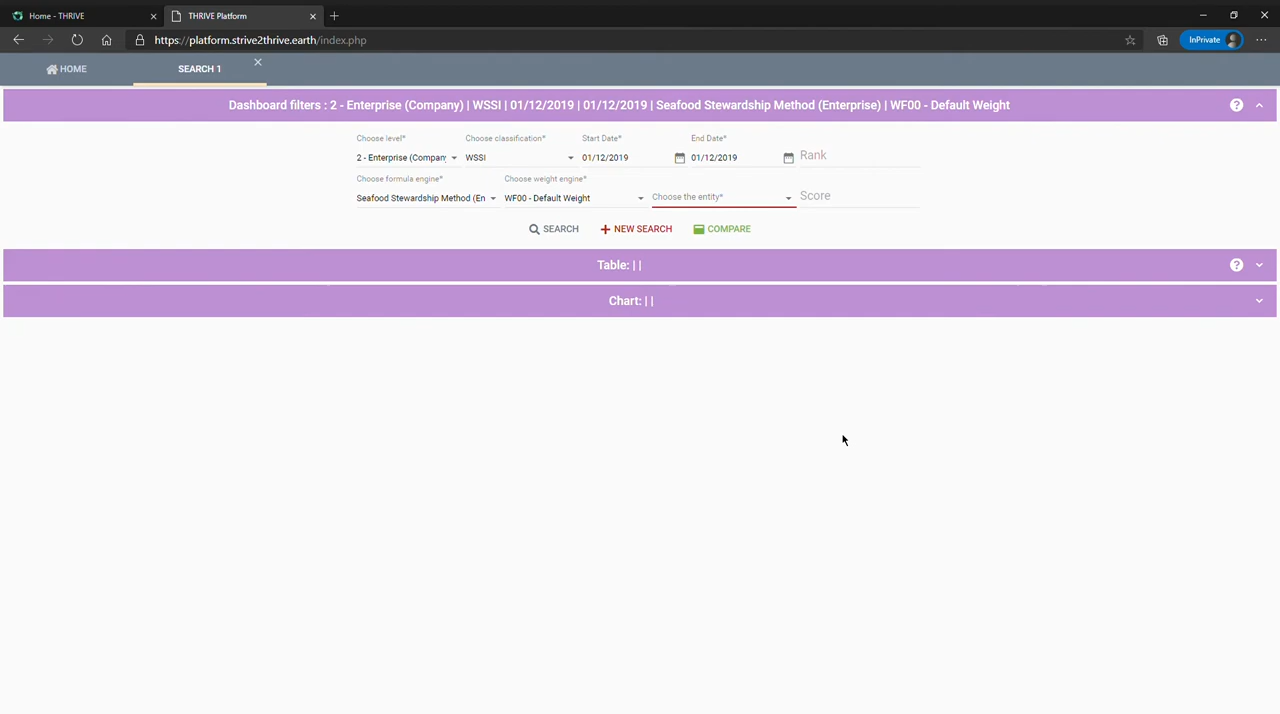 Home - THRIVE
THRIVE Platform
https://platform.strive2thrive.earth/index.php
InPrivate
HOME
SEARCH 1
Dashboard filters : 2 - Enterprise (Company) | WSSI | 01/12/2019 | 01/12/2019 | Seafood Stewardship Method (Enterprise) | WF00 - Default Weight
Choose level* Choose classification* Start Date* End Date*
2 - Enterprise (Company WSSI 01/12/2019 01/12/2019 Rank
Choose formula engine* Choose weight engine*
Seafood Stewardship Method (En WF00 - Default Weight Choose the entity* Score
SEARCH NEW SEARCH COMPARE
Table: | |
Chart: | |